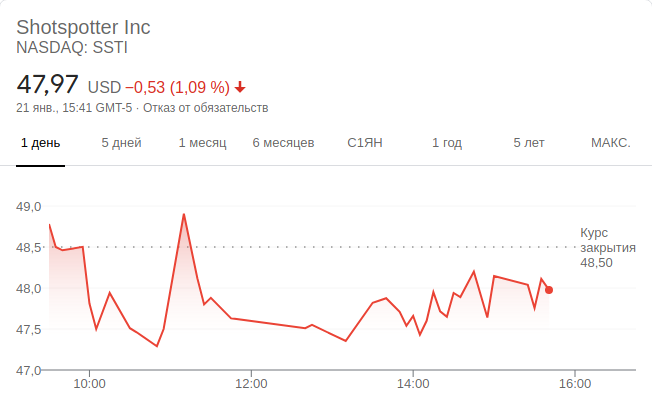 Shotspotter Inc
NASDAQ: SSTI
47,97 USD −0,53 (1,09 %)
21 янв., 15:41 GMT-5 · Отказ от обязательств
1 день 5 дней 1 месяц 6 месяцев С1ЯН 1 год 5 лет МАКС.
49,0
48,5
48,0
47,5
47,0
Курс
закрытия
48,50
10:00 12:00 14:00 16:00